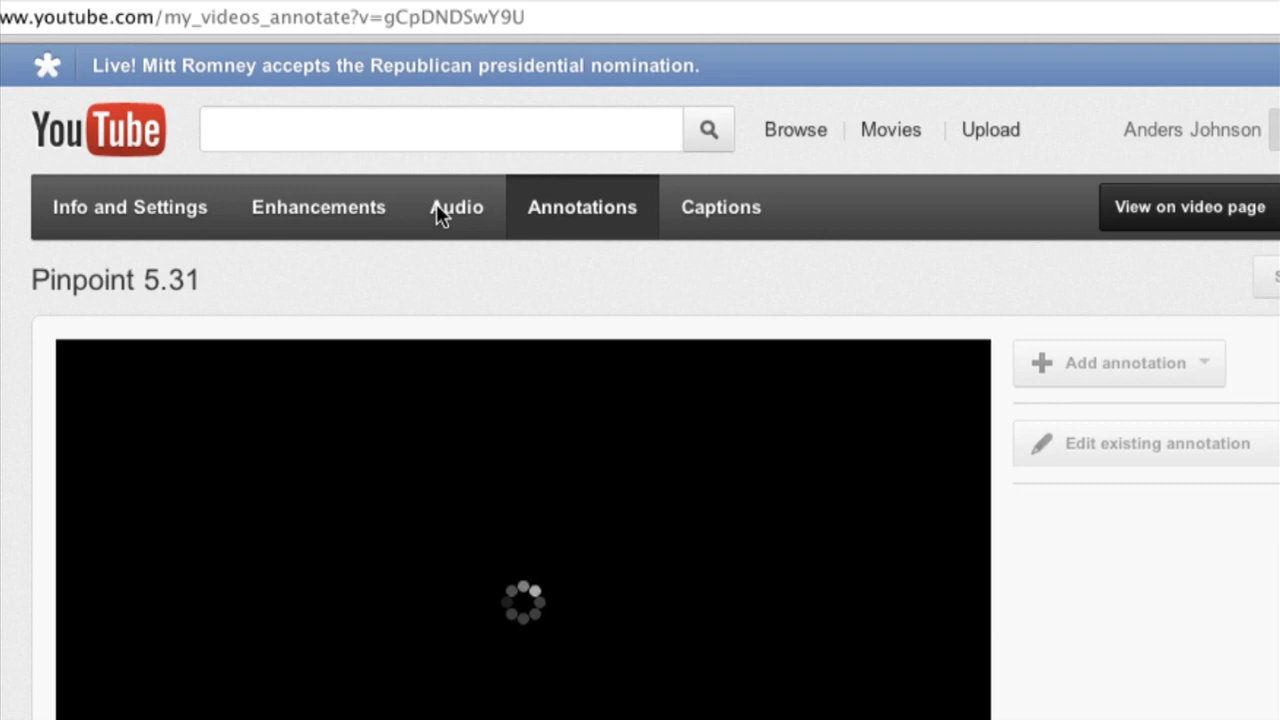 ww.youtube.com/my_videos_annotate?v=gCpDNDSwY9U
Live! Mitt Romney accepts the Republican presidential nomination.
YouTube
Browse
Movies
Upload
Anders Johnson
Info and Settings
Enhancements
Audio
Annotations
Captions
View on video page
Pinpoint 5.31
Add annotation
Edit existing annotation